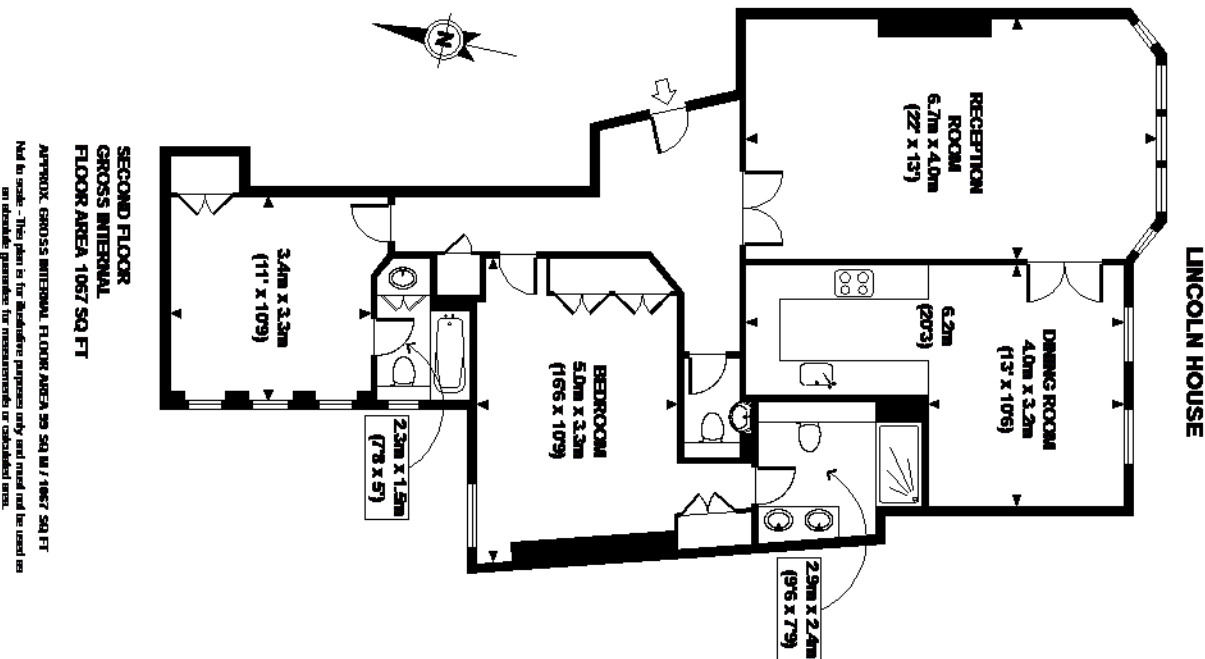 LINCOLN HOUSE
RECEPTION
ROOM
6.7m x 4.0m
(22' x 13')
DINING ROOM
4.0m x 3.2m
(13' x 10'6)
6.2m
(20'3)
BEDROOM
5.0m x 3.3m
(16'6 x 10'9)
3.4m x 3.3m
(11' x 10'9)
2.3m x 1.5m
(7'8 x 5')
2.9m x 2.4m
(9'6 x 7'9)
N
SECOND FLOOR
GROSS INTERNAL
FLOOR AREA 1067 SQ FT
APPROX. GROSS INTERNAL FLOOR AREA 99 SQ M / 1067 SQ FT
Not to scale - This plan is for illustrative purposes only and must not be used as
an absolute guarantee for measurements or calculated area.